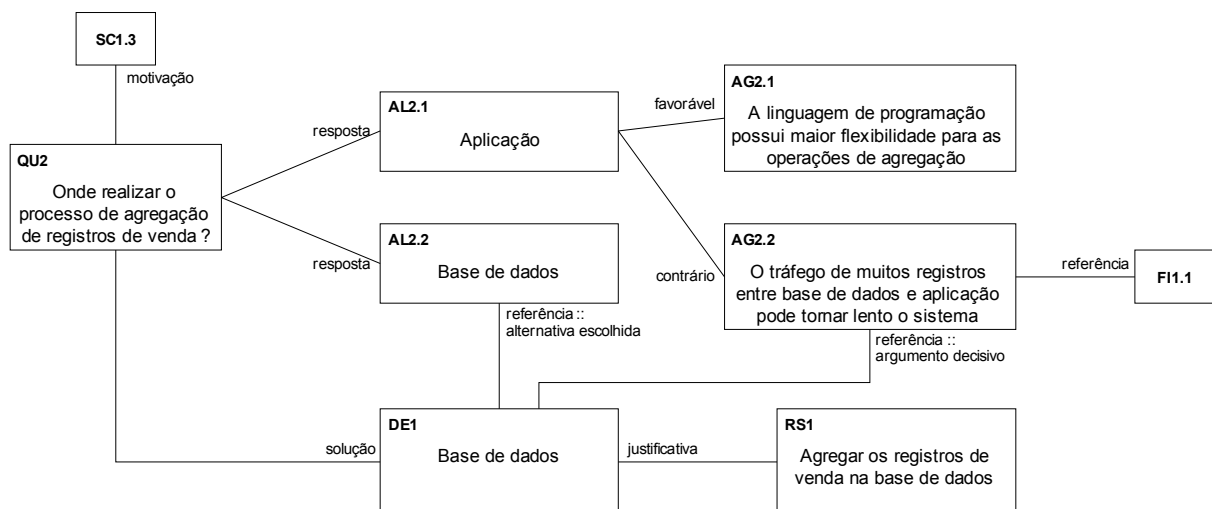 SC1.3
motivação
QU2
Onde realizar o
processo de agregação
de registros de venda ?
resposta
AL2.1
Aplicação
resposta
AL2.2
Base de dados
favorável
AG2.1
A linguagem de programação
possui maior flexibilidade para as
operações de agregação
contrário
AG2.2
O tráfego de muitos registros
entre base de dados e aplicação
pode tornar lento o sistema
referência
FI1.1
referência ::
alternativa escolhida
referência ::
argumento decisivo
solução
DE1
Base de dados
justificativa
RS1
Agregar os registros de
venda na base de dados